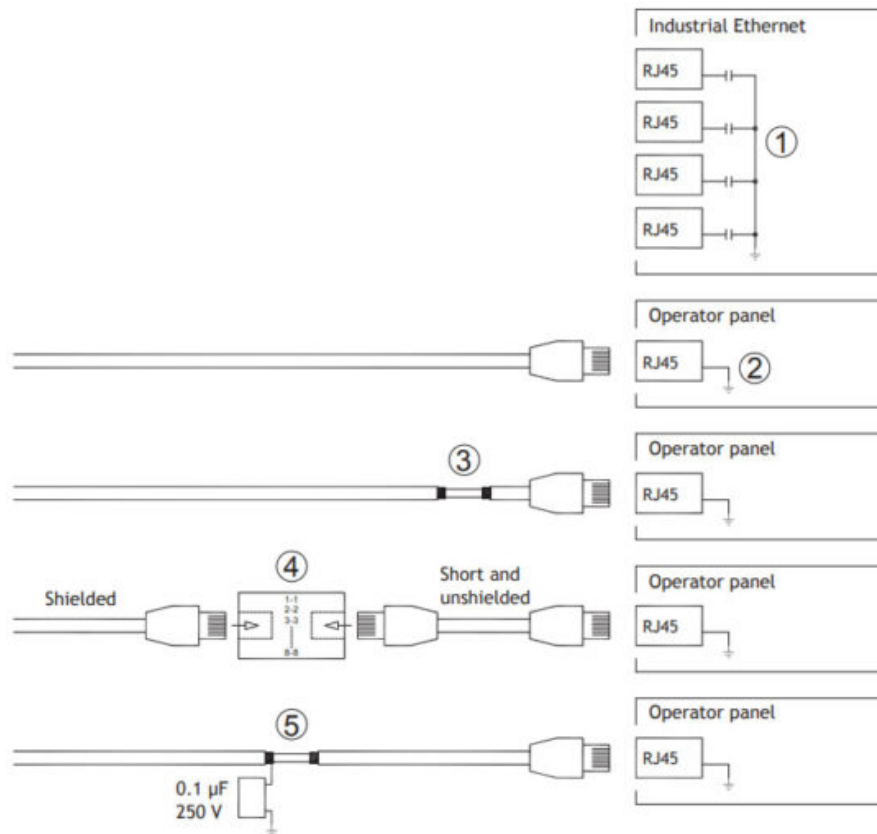 Industrial Ethernet
RJ45
RJ45
①
RJ45
RJ45
Operator panel
RJ45
②
③
Operator panel
RJ45
④
Operator panel
Shielded
1-1
2-2
3-3
8-8
Short and
unshielded
RJ45
⑤
Operator panel
RJ45
0.1 µF
250 V